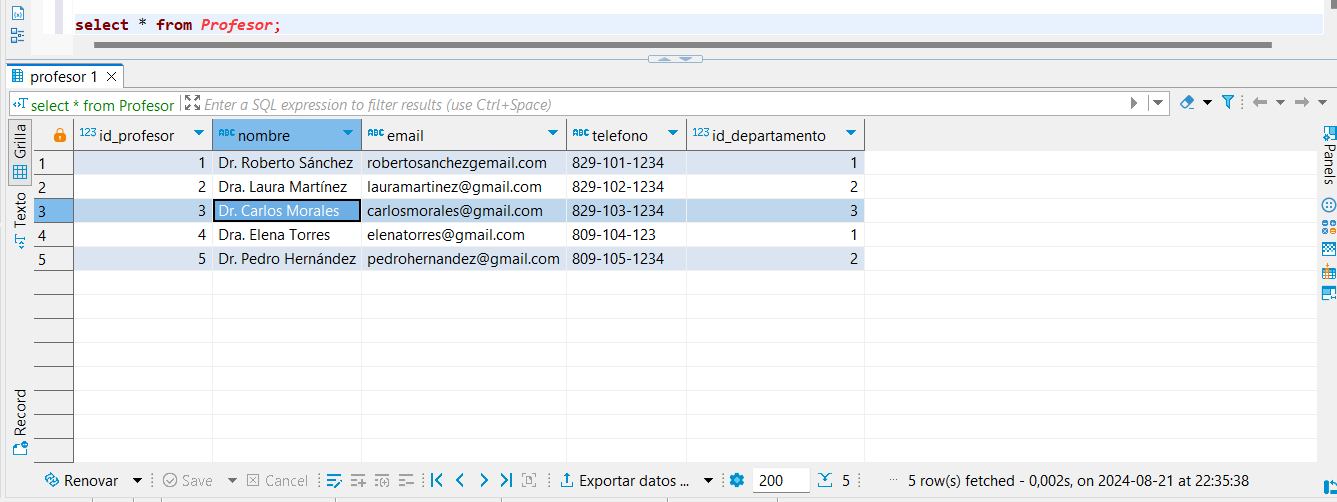 select * from Profesor;
profesor 1
select * from Profesor Enter a SQL expression to filter results (use Ctrl+Space)
Grilla
Texto
Record
Panels
123 id_profesor ABC nombre ABC email ABC telefono 123 id_departamento
1 1 Dr. Roberto Sánchez robertosanchezgemail.com 829-101-1234 1
2 2 Dra. Laura Martínez lauramartinez@gmail.com 829-102-1234 2
3 3 Dr. Carlos Morales carlosmorales@gmail.com 829-103-1234 3
4 4 Dra. Elena Torres elenatorres@gmail.com 809-104-123 1
5 5 Dr. Pedro Hernández pedrohernandez@gmail.com 809-105-1234 2
Renovar Save Cancel Exportar datos ... 200 5 ... 5 row(s) fetched - 0,002s, on 2024-08-21 at 22:35:38